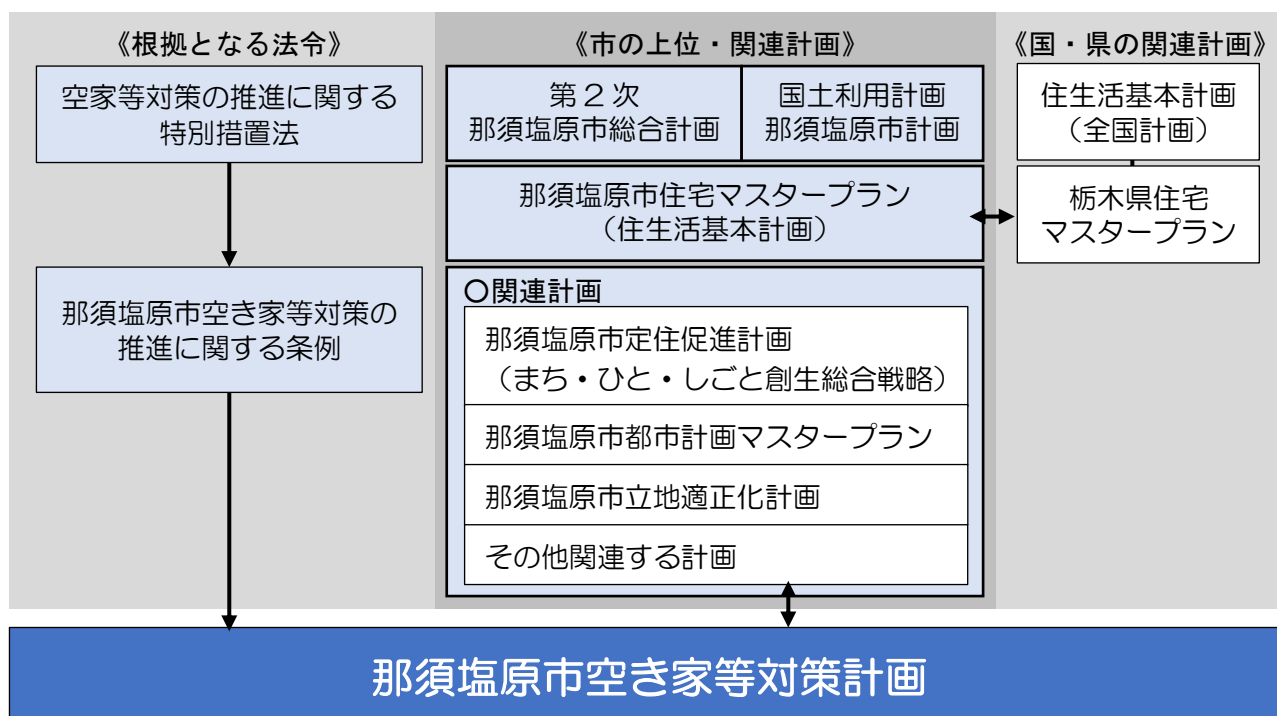 《根拠となる法令》
空家等対策の推進に関する
特別措置法
那須塩原市空き家等対策の
推進に関する条例
《市の上位・関連計画》
第２次
那須塩原市総合計画
国土利用計画
那須塩原市計画
那須塩原市住宅マスタープラン
（住生活基本計画）
〇関連計画
那須塩原市定住促進計画
（まち・ひと・しごと創生総合戦略）
那須塩原市都市計画マスタープラン
那須塩原市立地適正化計画
その他関連する計画
《国・県の関連計画》
住生活基本計画
（全国計画）
栃木県住宅
マスタープラン
那須塩原市空き家等対策計画